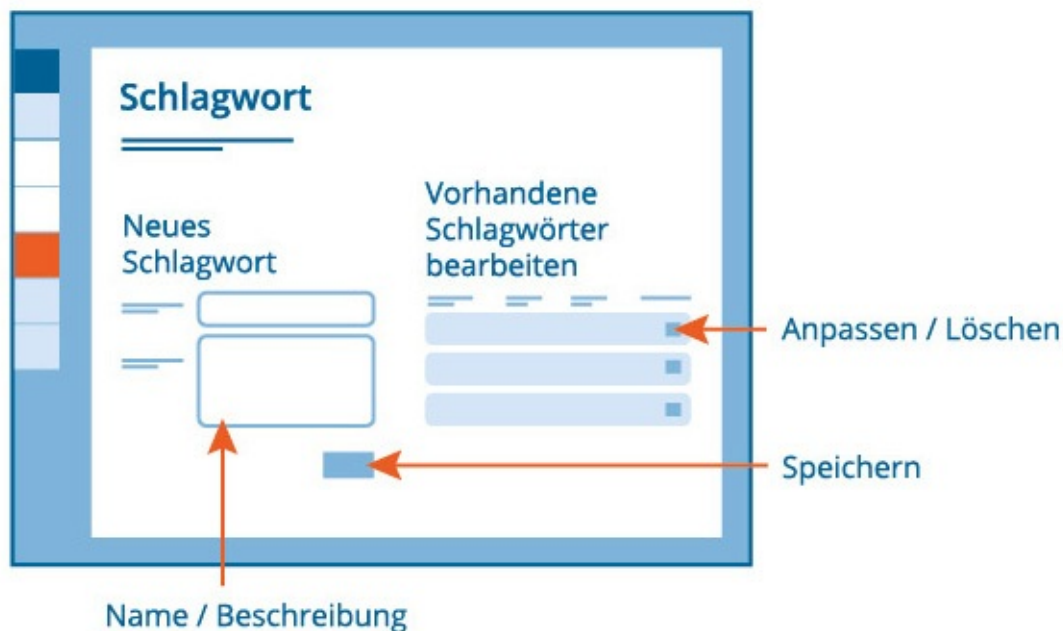 Schlagwort
Neues
Schlagwort
Vorhandene
Schlagwörter
bearbeiten
Anpassen / Löschen
Speichern
Name / Beschreibung